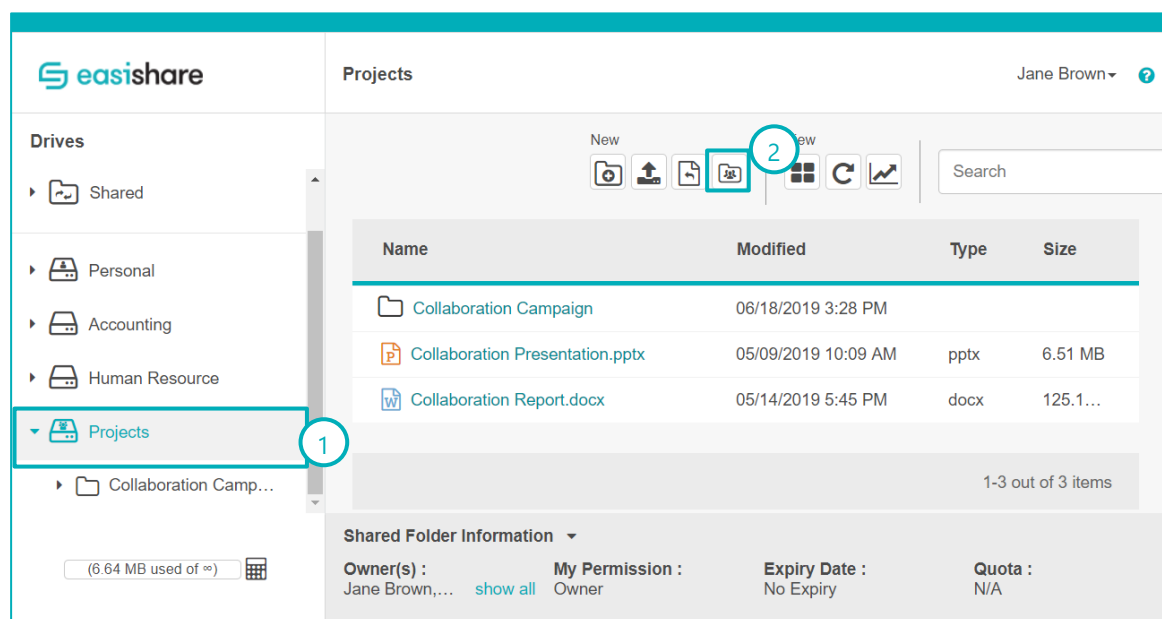 easishare
Projects
Jane Brown
?
Drives
Shared
Personal
Accounting
Human Resource
Projects
1
Collaboration Camp...
(6.64 MB used of ∞)
New
2
Search
Name Modified Type Size
Collaboration Campaign 06/18/2019 3:28 PM
P Collaboration Presentation.pptx 05/09/2019 10:09 AM pptx 6.51 MB
W Collaboration Report.docx 05/14/2019 5:45 PM docx 125.1...
1-3 out of 3 items
Shared Folder Information
Owner(s) : My Permission : Expiry Date : Quota :
Jane Brown,... show all Owner No Expiry N/A